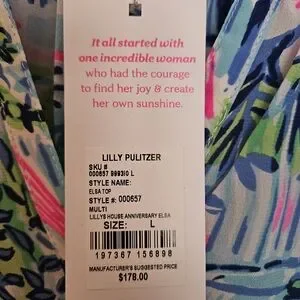 It all started with
one incredible woman
who had the courage
to find her joy & create
her own sunshine.
LILLY PULITZER
SKU #
000657 9993I0 L
STYLE NAME:
ELSA TOP
STYLE #: 000657
MULTI
LILLYS HOUSE ANNIVERSARY ELSA
SIZE: L
197367 156898
MANUFACTURER'S SUGGESTED PRICE
$178.00